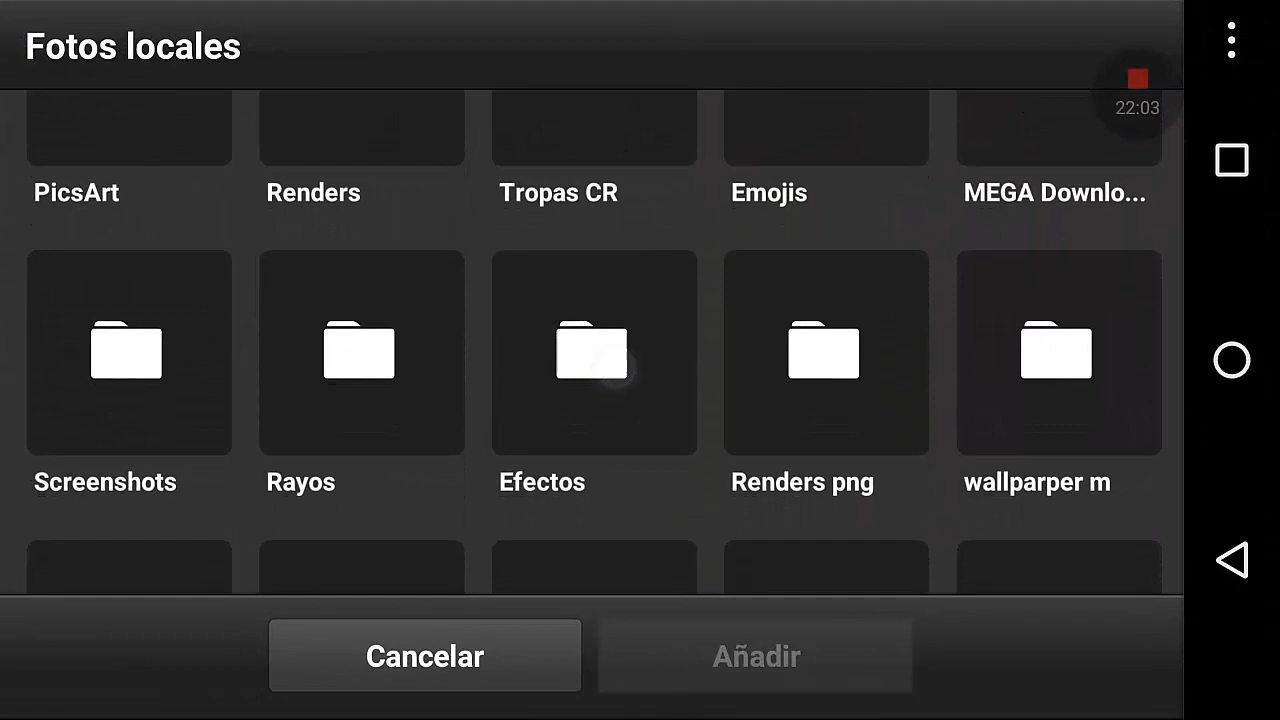 Fotos locales
22:03
PicsArt
Renders
Tropas CR
Emojis
MEGA Downlo...
Screenshots
Rayos
Efectos
Renders png
wallparper m
Cancelar
Añadir